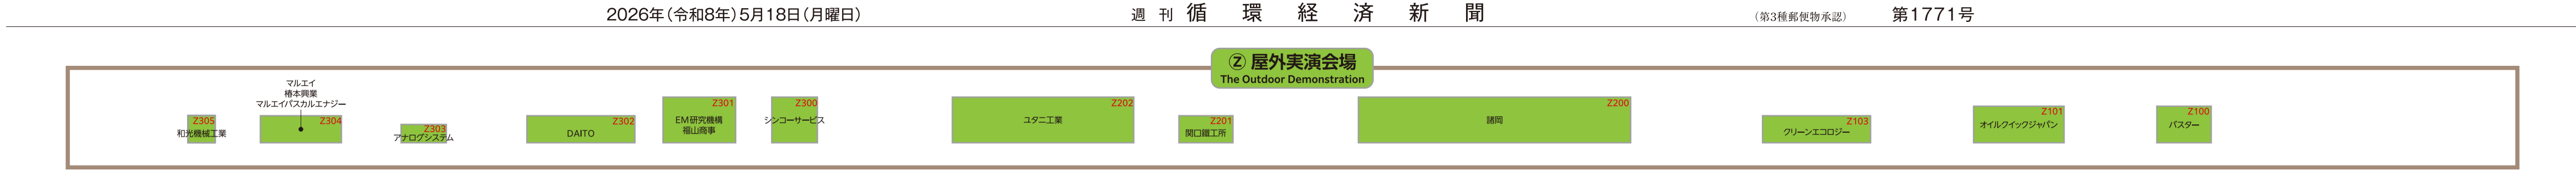 2026年（令和8年）5月18日（月曜日）
週刊 循環経済新聞
（第3種郵便物承認）
第1771号
Ⓩ 屋外実演会場
The Outdoor Demonstration
Z305
和光機械工業
マルエイ
椿本興業
マルエイパスカルエナジー
Z304
Z303
アナログシステム
Z302
DAITO
Z301
EM研究機構
福山商事
Z300
シンコーサービス
Z202
ユタニ工業
Z201
関口鐵工所
Z200
諸岡
Z103
クリーンエコロジー
Z101
オイルクイックジャパン
Z100
バスター